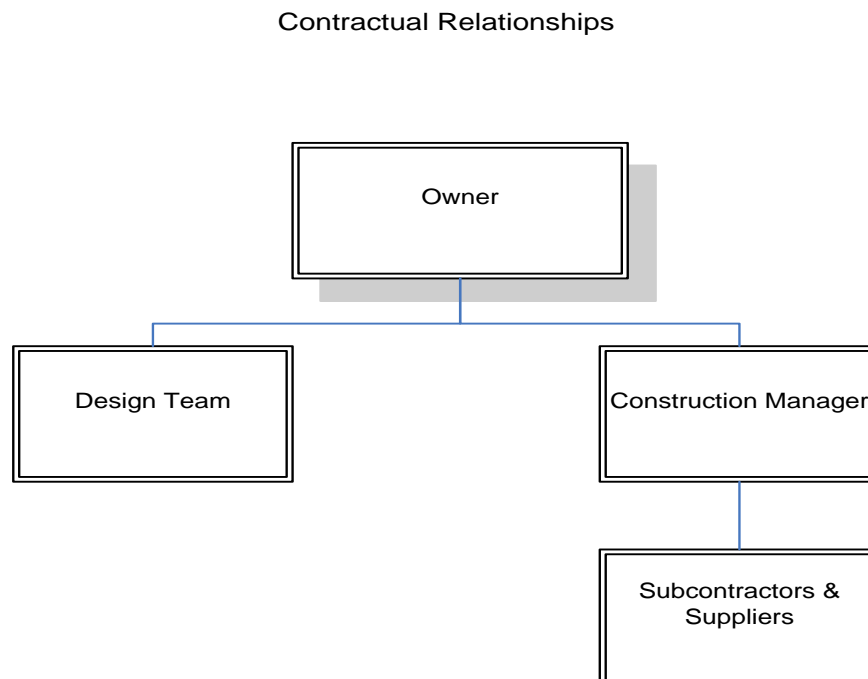 Contractual Relationships
Owner
Design Team
Construction Manager
Subcontractors &
Suppliers